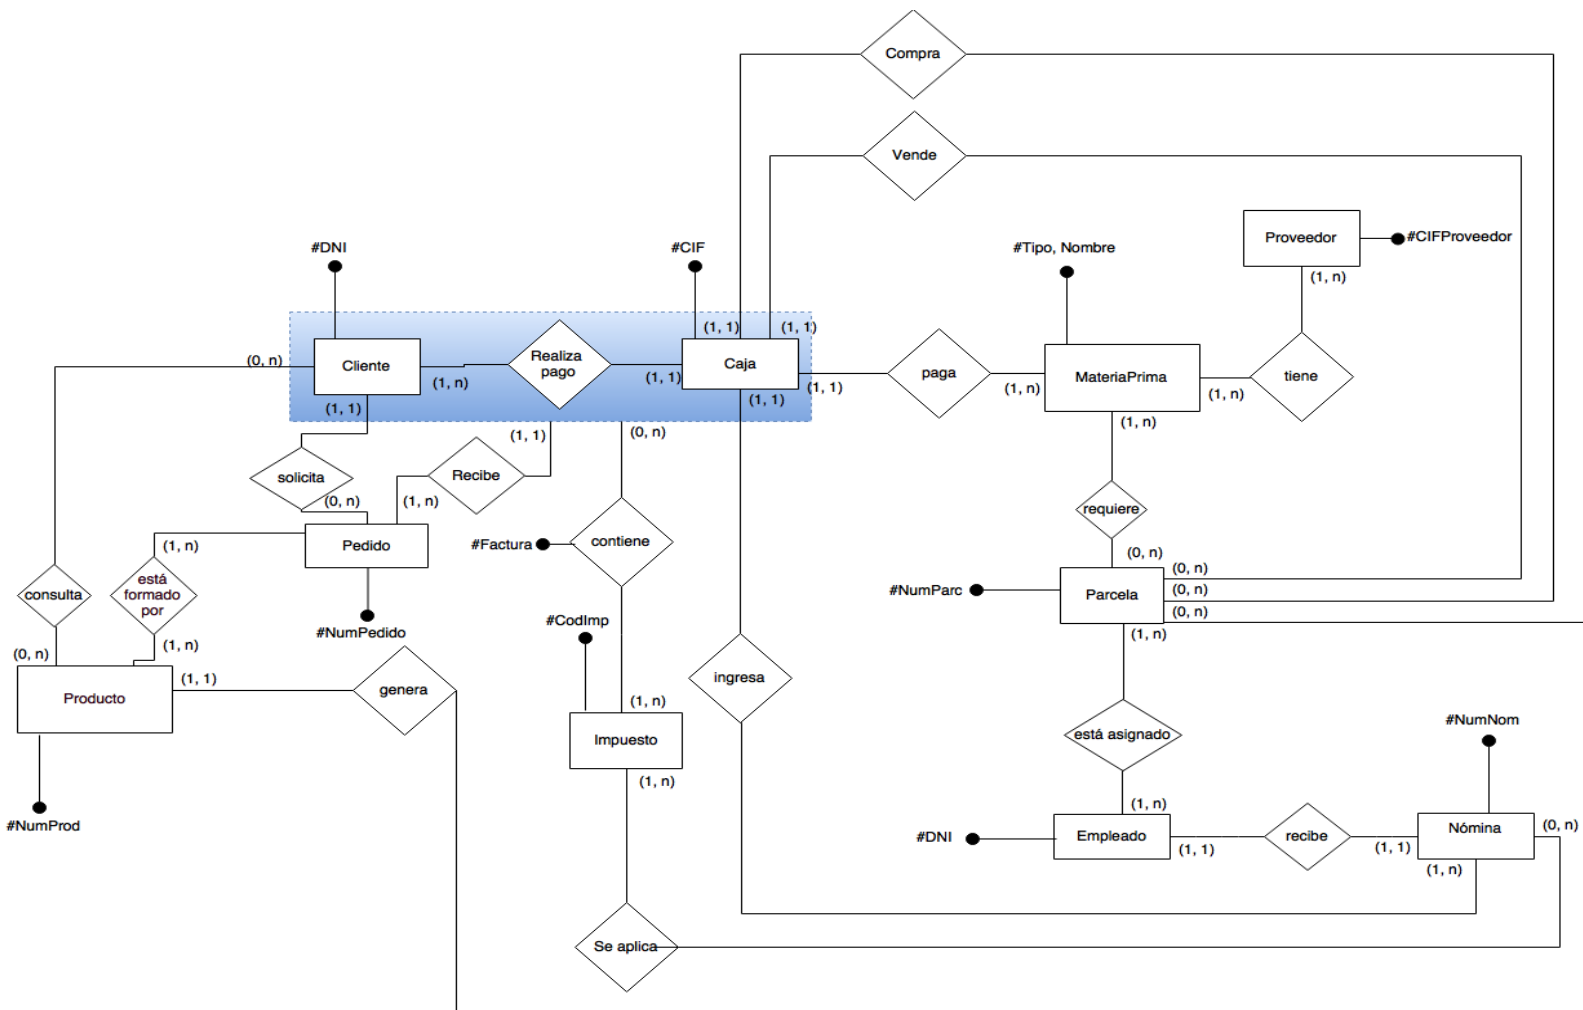 Compra
Vende
Proveedor
#CIFProveedor
(1, n)
#Tipo, Nombre
#DNI
#CIF
(1, 1)
(1, 1)
(0, n)
Cliente
(1, n)
Realiza
pago
(1, 1)
Caja
(1, 1)
paga
(1, n)
MateriaPrima
(1, n)
tiene
(1, 1)
(1, 1)
(1, n)
(1, 1)
(0, n)
solicita
(0, n)
Recibe
(1, n)
requiere
#Factura
contiene
Pedido
(1, n)
(0, n)
(0, n)
(0, n)
(0, n)
#NumParc
Parcela
(1, n)
consulta
está
formado
por
#NumPedido
#CodImp
(0, n)
(1, n)
Producto
(1, 1)
genera
ingresa
(1, n)
Impuesto
(1, n)
está asignado
#NumNom
#NumProd
(1, n)
#DNI
Empleado
(1, 1)
recibe
(1, 1)
Nómina
(0, n)
(1, n)
Se aplica